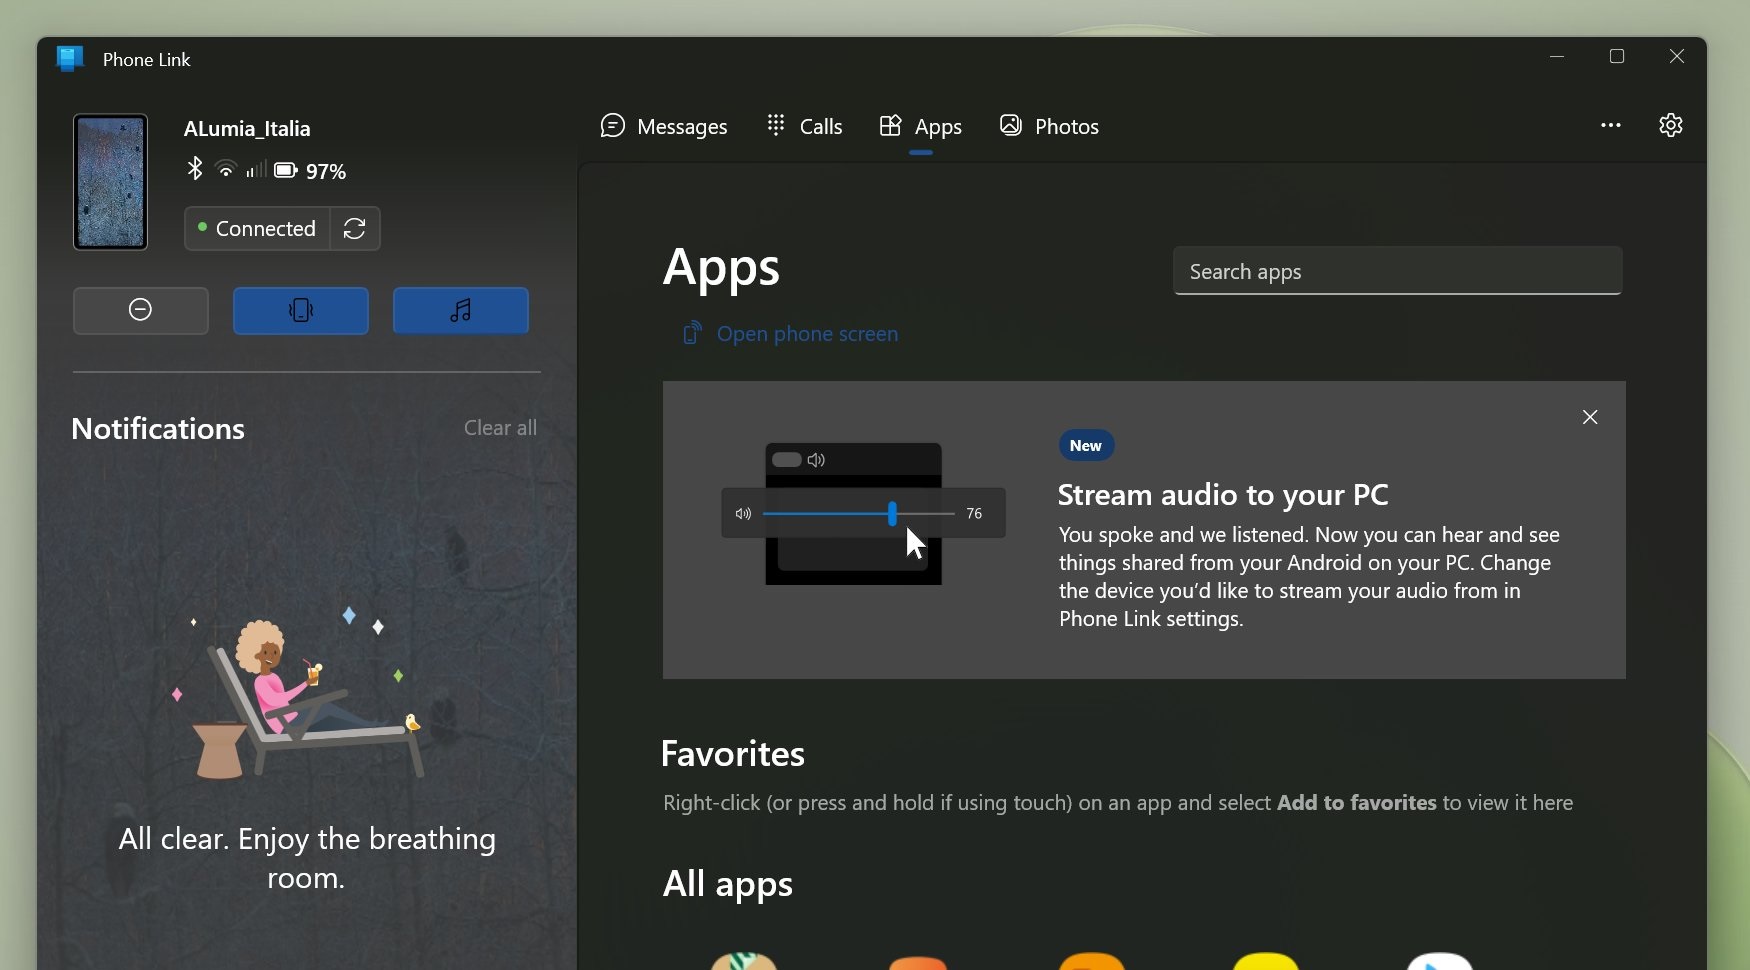 Phone Link
ALumia_Italia
97%
Connected
Notifications
Clear all
All clear. Enjoy the breathing
room.
Messages
Calls
Apps
Photos
Apps
Search apps
Open phone screen
76
New
Stream audio to your PC
You spoke and we listened. Now you can hear and see
things shared from your Android on your PC. Change
the device you’d like to stream your audio from in
Phone Link settings.
Favorites
Right-click (or press and hold if using touch) on an app and select Add to favorites to view it here
All apps